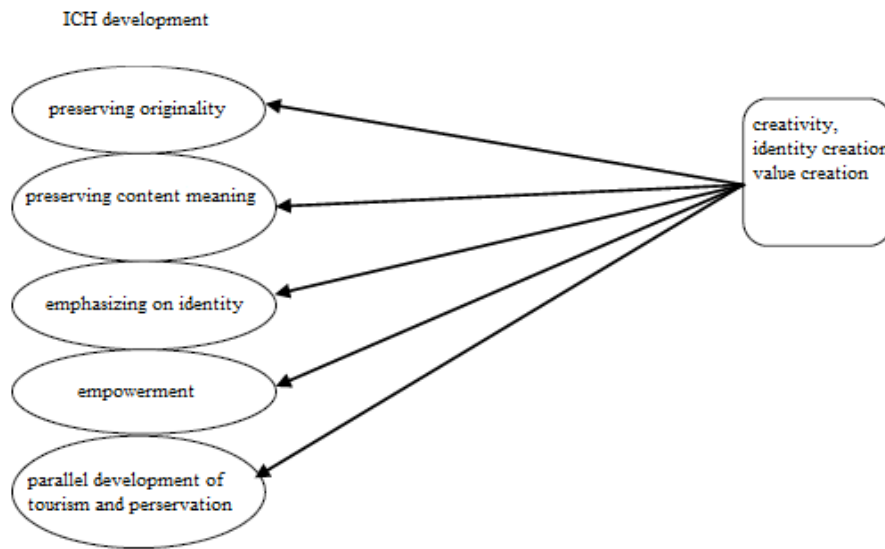 ICH development
preserving originality
preserving content meaning
emphasizing on identity
empowerment
parallel development of
tourism and perservation
creativity,
identity creation
value creation